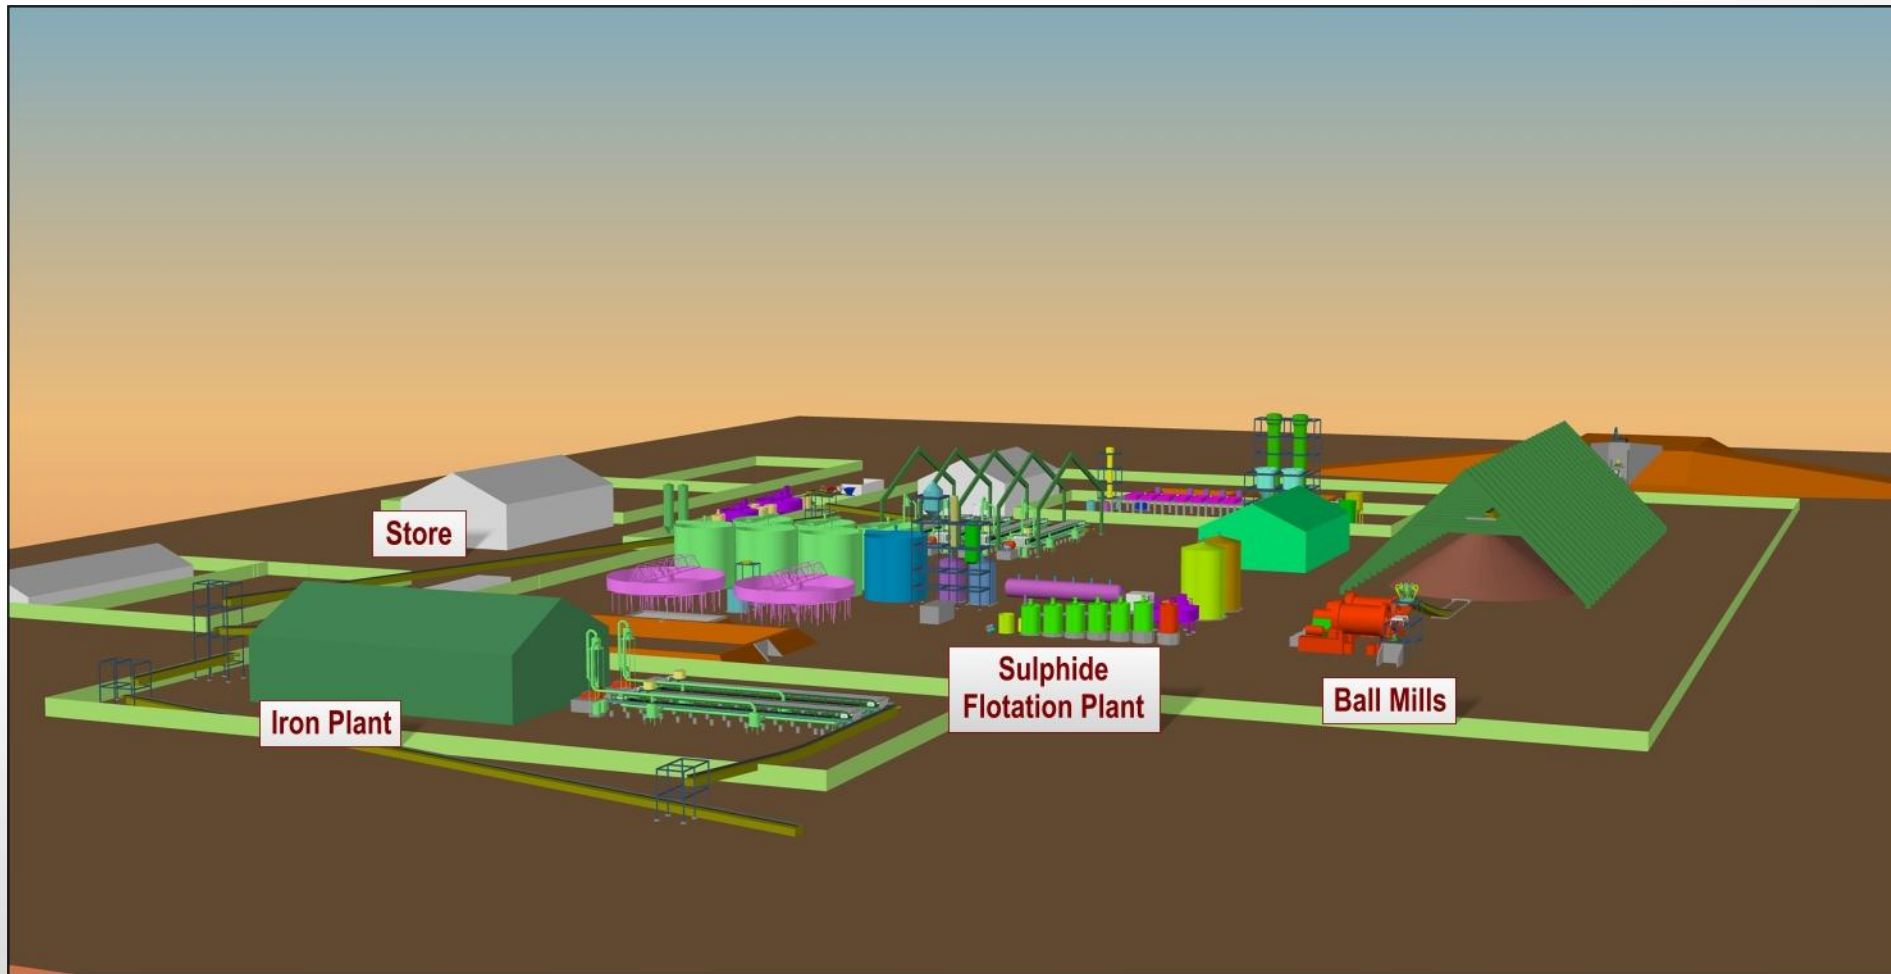 Store
Iron Plant
Sulphide
Flotation Plant
Ball Mills